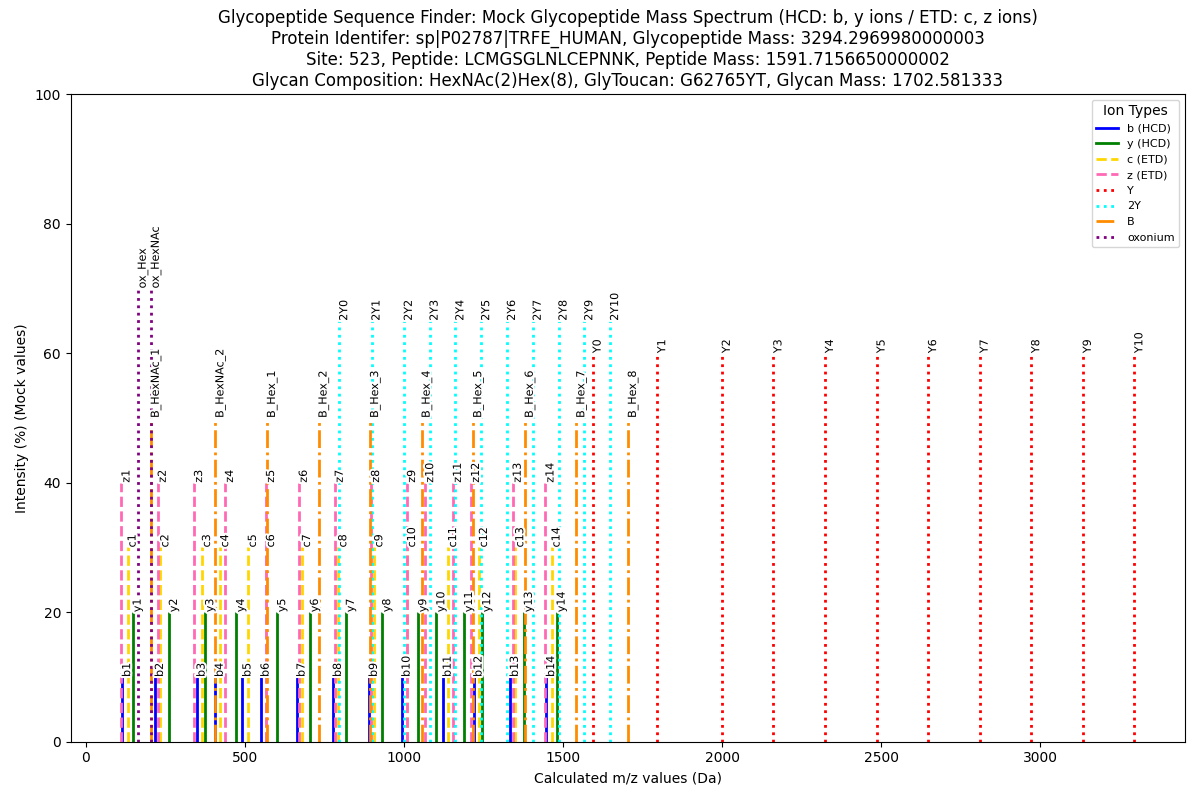 Glycopeptide Sequence Finder: Mock Glycopeptide Mass Spectrum (HCD: b, y ions / ETD: c, z ions)
Protein Identifer: sp|P02787|TRFE_HUMAN, Glycopeptide Mass: 3294.2969980000003
Site: 523, Peptide: LCMGSGLNLCEPNNK, Peptide Mass: 1591.7156650000002
Glycan Composition: HexNAc(2)Hex(8), GlyToucan: G62765YT, Glycan Mass: 1702.581333
Ion Types
b (HCD)
y (HCD)
c (ETD)
z (ETD)
Y
2Y
B
oxonium
Intensity (%) (Mock values)
100
80
60
40
20
0
ox_Hex
ox_HexNAc
2Y0
2Y1
2Y2
2Y3
2Y4
2Y5
2Y6
2Y7
2Y8
2Y9
2Y10
Y0
Y1
Y2
Y3
Y4
Y5
Y6
Y7
Y8
Y9
Y10
B_HexNAc_1
B_HexNAc_2
B_Hex_1
B_Hex_2
B_Hex_3
B_Hex_4
B_Hex_5
B_Hex_6
B_Hex_7
B_Hex_8
z1
z2
z3
z4
z5
z6
z7
z8
z9
z10
z11
z12
z13
z14
c1
c2
c3
c4
c5
c6
c7
c8
c9
c10
c11
c12
c13
c14
y1
y2
y3
y4
y5
y6
y7
y8
y9
y10
y11
y12
y13
y14
b1
b2
b3
b4
b5
b6
b7
b8
b9
b10
b11
b12
b13
b14
0
500
1000
1500
2000
2500
3000
Calculated m/z values (Da)